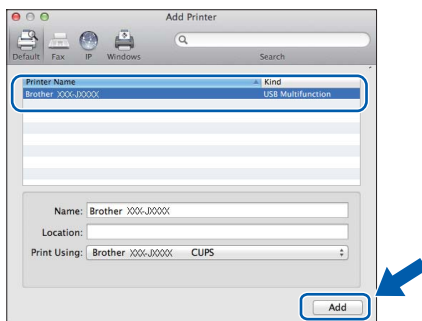 Add Printer
Default Fax IP Windows Search
Printer Name Kind
Brother XXX-JXXXX USB Multifunction
Name: Brother XXX-JXXXX
Location:
Print Using: Brother XXX-JXXXX CUPS
Add